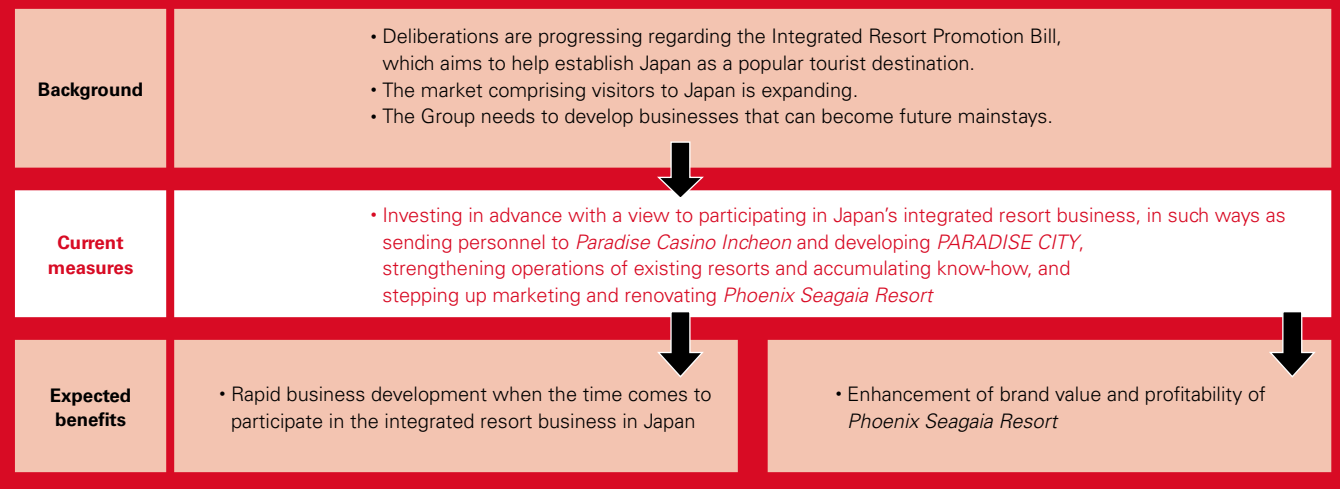 Background
• Deliberations are progressing regarding the Integrated Resort Promotion Bill,
which aims to help establish Japan as a popular tourist destination.
• The market comprising visitors to Japan is expanding.
• The Group needs to develop businesses that can become future mainstays.
Current
measures
• Investing in advance with a view to participating in Japan’s integrated resort business, in such ways as
sending personnel to Paradise Casino Incheon and developing PARADISE CITY,
strengthening operations of existing resorts and accumulating know-how, and
stepping up marketing and renovating Phoenix Seagaia Resort
Expected
benefits
• Rapid business development when the time comes to
participate in the integrated resort business in Japan
• Enhancement of brand value and profitability of
Phoenix Seagaia Resort